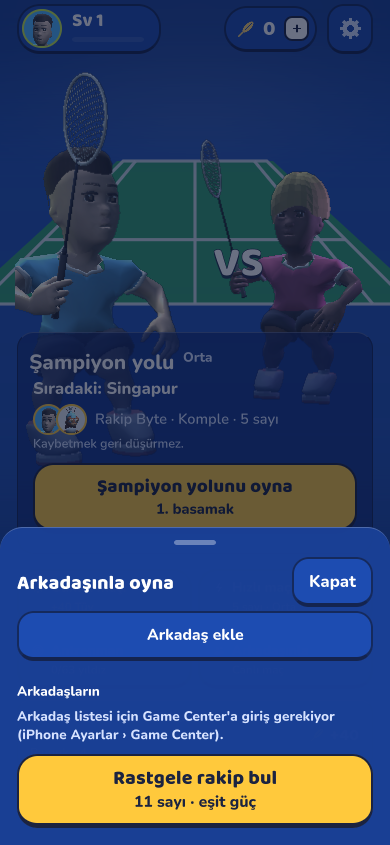 Sv 1
0
+
VS
Şampiyon yolu Orta
Sıradaki: Singapur
Rakip Byte · Komple · 5 sayı
Kaybetmek geri düşürmez.
Şampiyon yolunu oyna
1. basamak
Arkadaşınla oyna
Kapat
Arkadaş ekle
Arkadaşların
Arkadaş listesi için Game Center'a giriş gerekiyor
(iPhone Ayarlar › Game Center).
Rastgele rakip bul
11 sayı · eşit güç